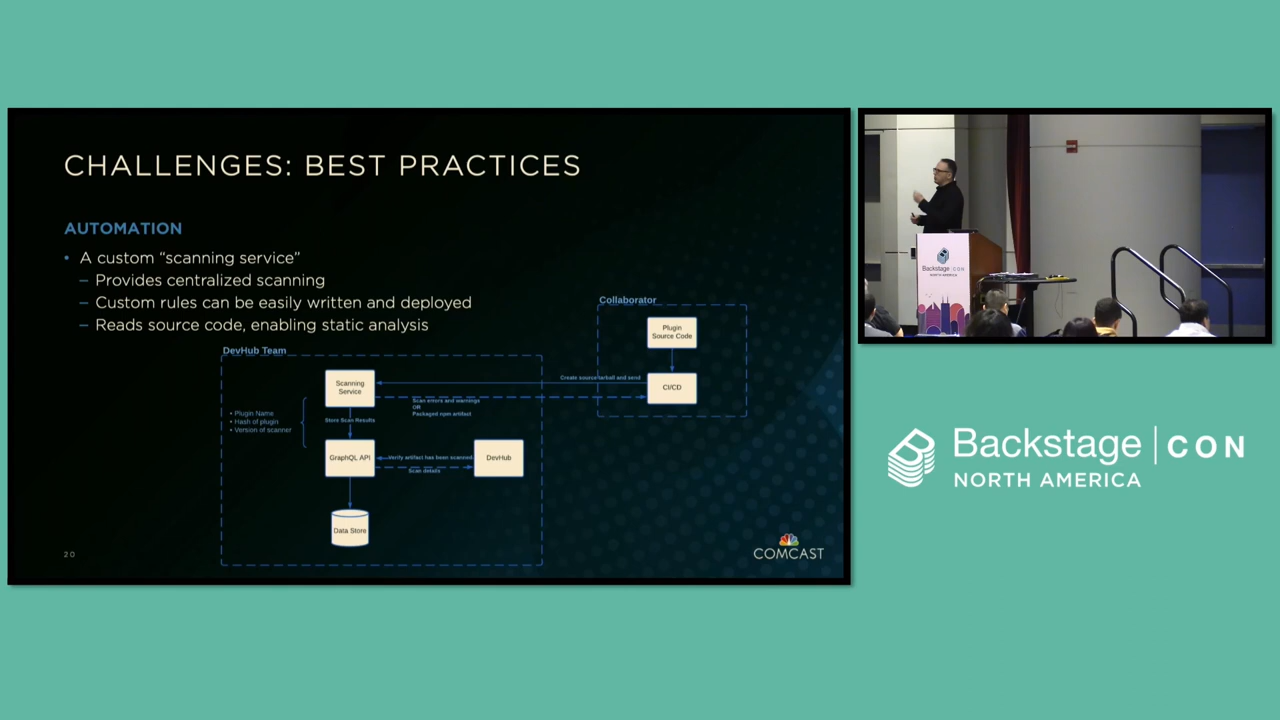 CHALLENGES: BEST PRACTICES
AUTOMATION
• A custom “scanning service”
– Provides centralized scanning
– Custom rules can be easily written and deployed
– Reads source code, enabling static analysis
Collaborator
Plugin
Source Code
CI/CD
Create source tarball and send
DevHub Team
Scanning
Service
Scan errors and warnings
OR
Packaged npm artifact
• Plugin Name
• Hash of plugin
• Version of scanner
Store Scan Results
GraphQL API
Verify artifact has been scanned
Scan details
DevHub
Data Store
20
COMCAST
Backstage CON
NORTH AMERICA
Backstage | CON
NORTH AMERICA